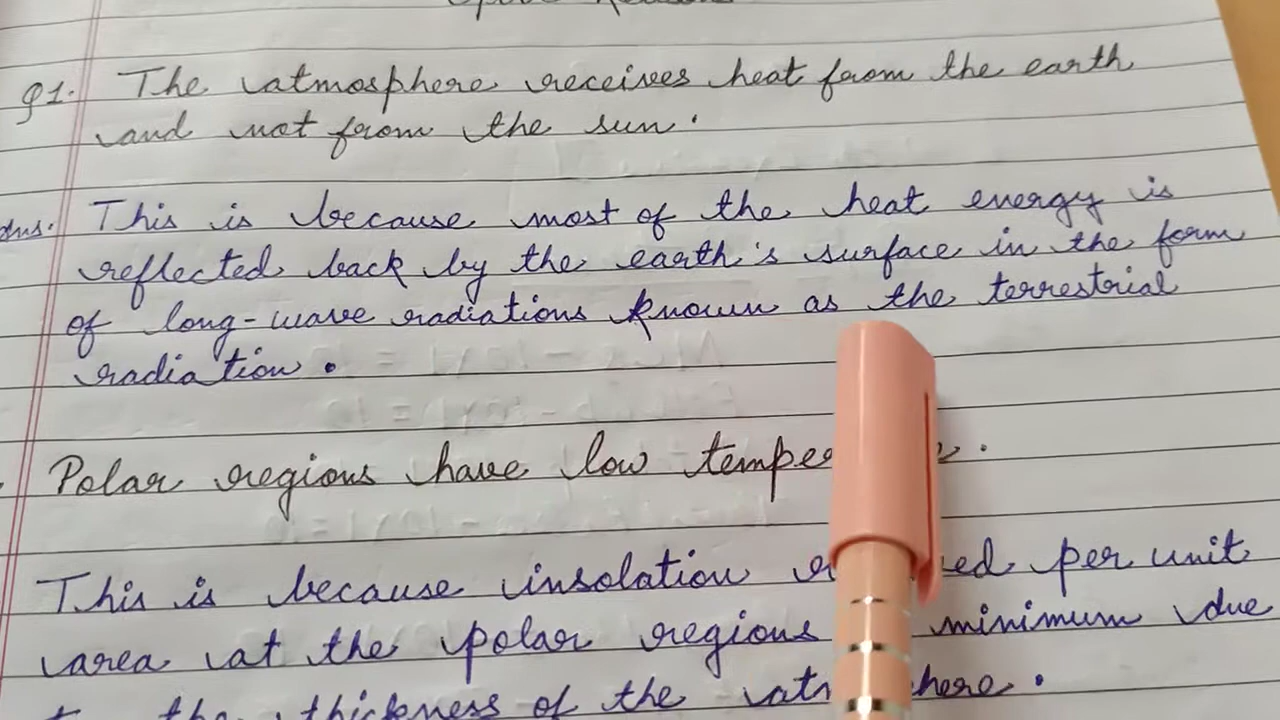 Q1. The atmosphere receives heat from the earth
and not from the sun.
Ans. This is because most of the heat energy is
reflected back by the earth's surface in the form
of long-wave radiations known as the terrestrial
radiation.
Polar regions have low
This is because insolation per unit
area at the polar regions minimum due
the thickness of the